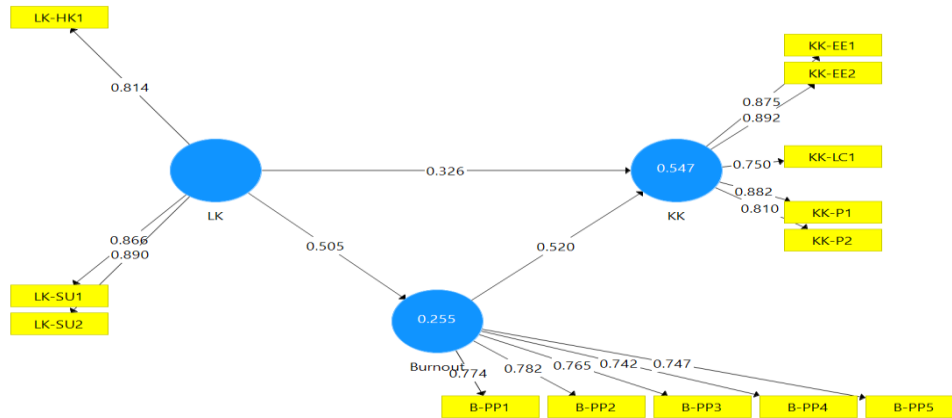 LK-HK1
KK-EE1
KK-EE2
0.814
0.875
0.892
KK-LC1
0.750
0.547
0.326
0.882
0.810
LK
KK
KK-P1
KK-P2
0.866
0.890
0.505
0.520
LK-SU1
LK-SU2
0.255
Burnout
0.774
0.782
0.765
0.742
0.747
B-PP1
B-PP2
B-PP3
B-PP4
B-PP5